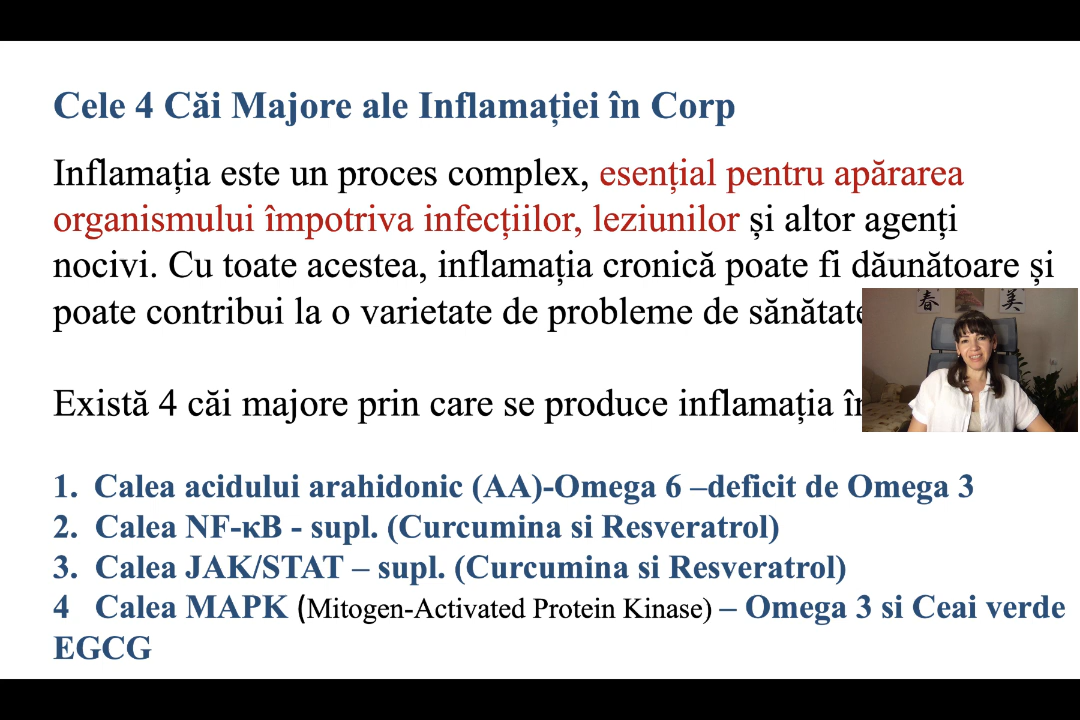 Cele 4 Căi Majore ale Inflamației în Corp
Inflamația este un proces complex, esențial pentru apărarea
organismului împotriva infecțiilor, leziunilor și altor agenți
nocivi. Cu toate acestea, inflamația cronică poate fi dăunătoare și
poate contribui la o varietate de probleme de sănătate
春 美
Există 4 căi majore prin care se produce inflamația în
1. Calea acidului arahidonic (AA)-Omega 6 –deficit de Omega 3
2. Calea NF-κB - supl. (Curcumina si Resveratrol)
3. Calea JAK/STAT – supl. (Curcumina si Resveratrol)
4 Calea MAPK (Mitogen-Activated Protein Kinase) – Omega 3 si Ceai verde
EGCG